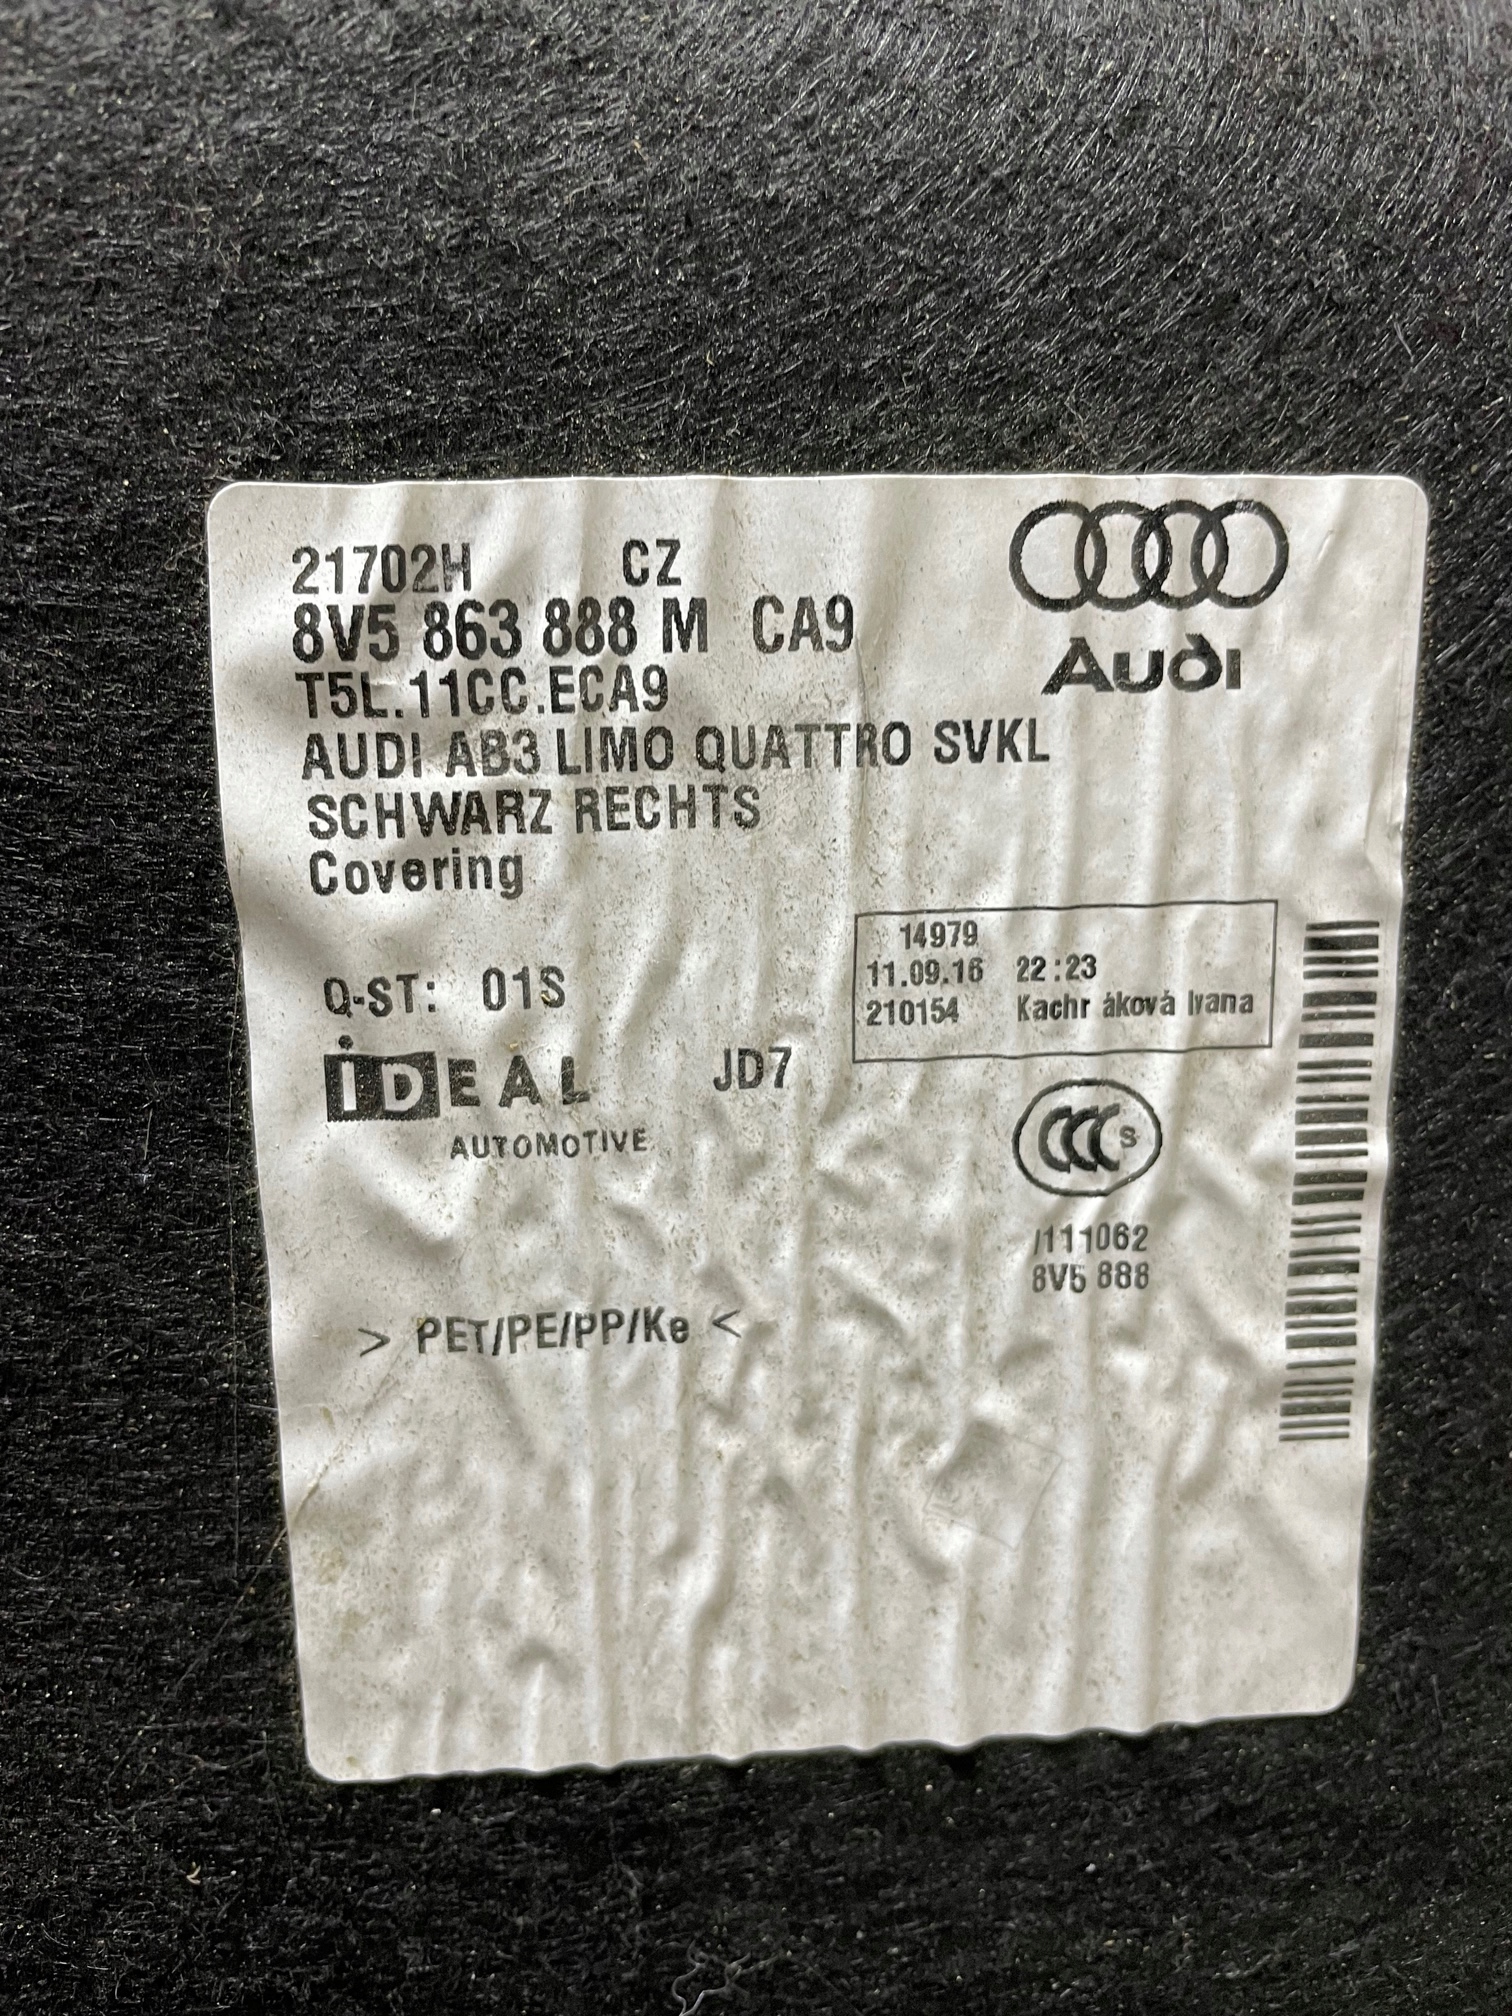 21702H CZ
8V5 863 888 M CA9
T5L.11CC.ECA9
AUDI AB3 LIMO QUATTRO SVKL
SCHWARZ RECHTS
Covering
Audi
14979
11.09.16 22:23
210154 Kachr áková Ivana
Q-ST: 01S
iDEAL JD7
AUTOMOTIVE
CCC S
/111062
8V5 888
> PET/PE/PP/Ke <